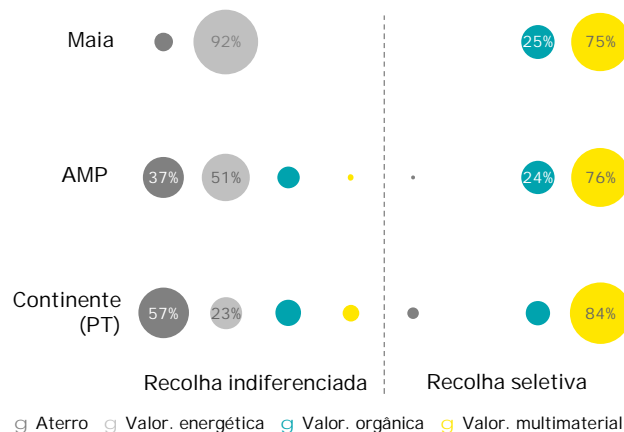 Maia
92%
25%
75%
AMP
37%
51%
24%
76%
Continente
(PT)
57%
23%
84%
Recolha indiferenciada
Recolha seletiva
g Aterro g Valor. energética g Valor. orgânica g Valor. multimaterial